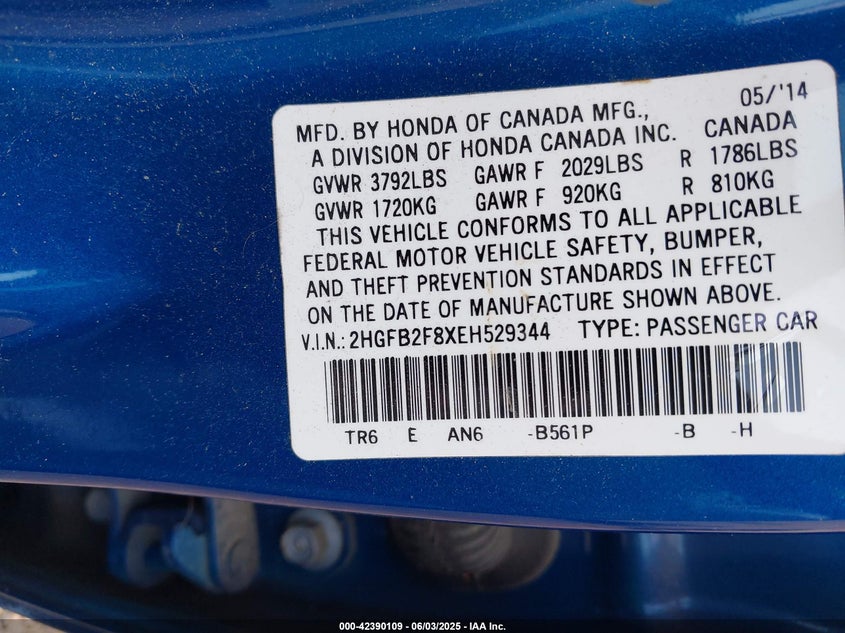 05/'14
MFD. BY HONDA OF CANADA MFG.,
A DIVISION OF HONDA CANADA INC. CANADA
GVWR 3792LBS GAWR F 2029LBS R 1786LBS
GVWR 1720KG GAWR F 920KG R 810KG
THIS VEHICLE CONFORMS TO ALL APPLICABLE
FEDERAL MOTOR VEHICLE SAFETY, BUMPER,
AND THEFT PREVENTION STANDARDS IN EFFECT
ON THE DATE OF MANUFACTURE SHOWN ABOVE.
V.I.N.: 2HGFB2F8XEH529344 TYPE: PASSENGER CAR
TR6 E AN6 -B561P -B -H
000-42390109 - 06/03/2025 - IAA Inc.